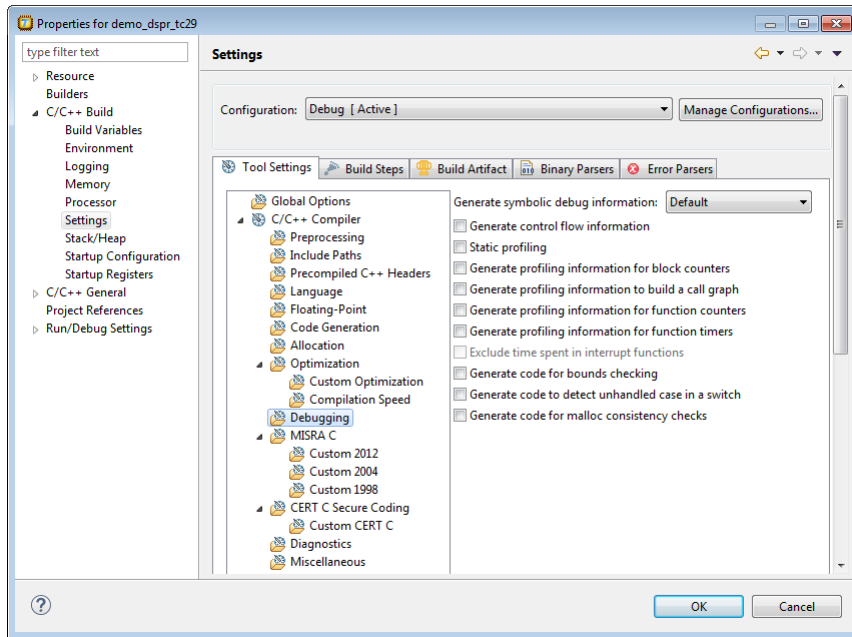 Properties for demo_dspr_tc29
type filter text
Resource
Builders
C/C++ Build
Build Variables
Environment
Logging
Memory
Processor
Settings
Stack/Heap
Startup Configuration
Startup Registers
C/C++ General
Project References
Run/Debug Settings
Settings
Configuration: Debug [ Active ] Manage Configurations...
Tool Settings Build Steps Build Artifact Binary Parsers Error Parsers
Global Options
C/C++ Compiler
Preprocessing
Include Paths
Precompiled C++ Headers
Language
Floating-Point
Code Generation
Allocation
Optimization
Custom Optimization
Compilation Speed
Debugging
MISRA C
Custom 2012
Custom 2004
Custom 1998
CERT C Secure Coding
Custom CERT C
Diagnostics
Miscellaneous
Generate symbolic debug information: Default
Generate control flow information
Static profiling
Generate profiling information for block counters
Generate profiling information to build a call graph
Generate profiling information for function counters
Generate profiling information for function timers
Exclude time spent in interrupt functions
Generate code for bounds checking
Generate code to detect unhandled case in a switch
Generate code for malloc consistency checks
OK Cancel